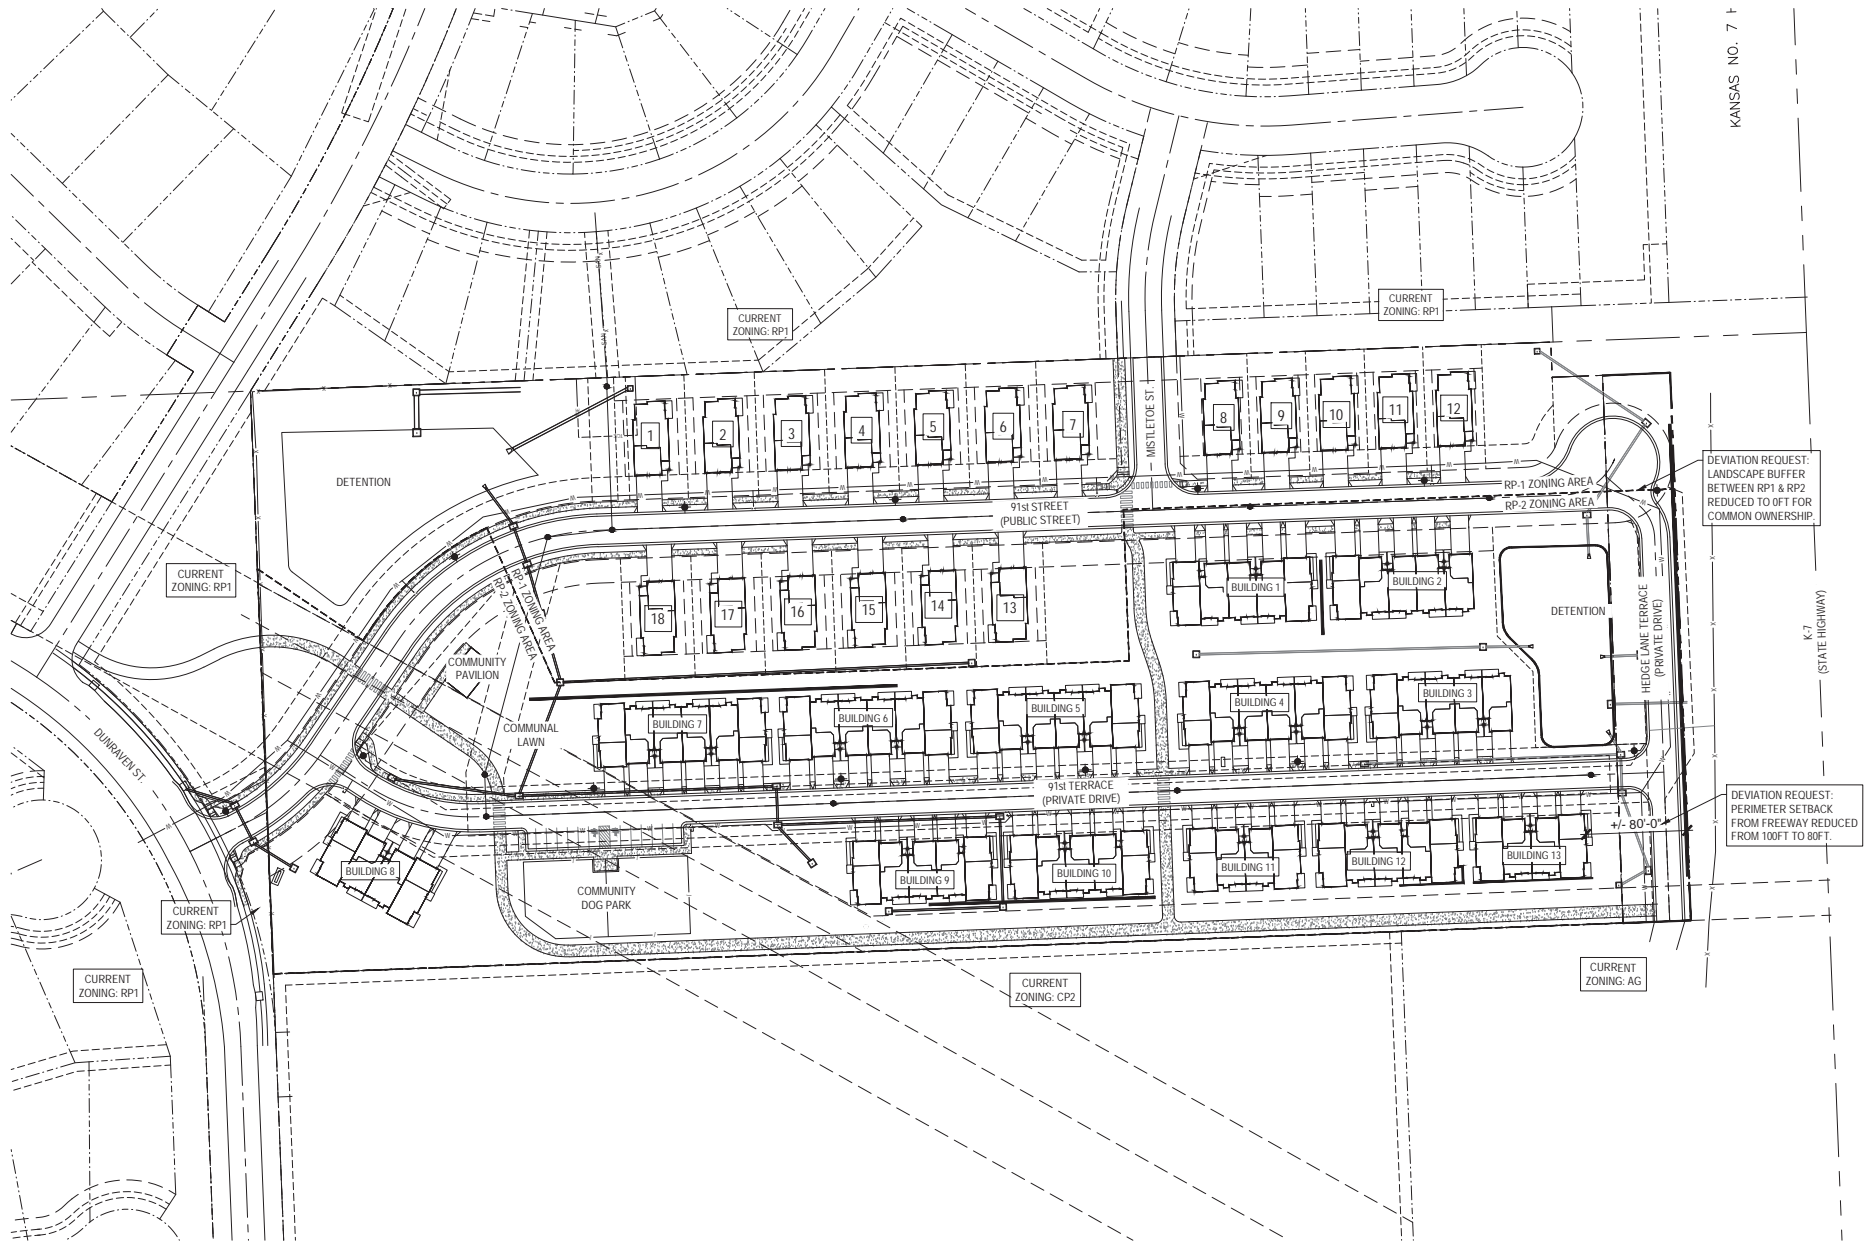 KANSAS NO. 7 H
CURRENT
ZONING: RP1
CURRENT
ZONING: RP1
MISTLETOE ST.
1
2
3
4
5
6
7
8
9
10
11
12
DETENTION
DEVIATION REQUEST:
LANDSCAPE BUFFER
BETWEEN RP1 & RP2
REDUCED TO 0FT FOR
COMMON OWNERSHIP.
RP-1 ZONING AREA
RP-2 ZONING AREA
91st STREET
(PUBLIC STREET)
CURRENT
ZONING: RP1
RP-1 ZONING AREA
RP-2 ZONING AREA
18
17
16
15
14
13
BUILDING 1
BUILDING 2
DETENTION
HEDGE LANE TERRACE
(PRIVATE DRIVE)
K-7
(STATE HIGHWAY)
COMMUNITY
PAVILION
COMMUNAL
LAWN
BUILDING 7
BUILDING 6
BUILDING 5
BUILDING 4
BUILDING 3
DUNRAVEN ST.
91st TERRACE
(PRIVATE DRIVE)
DEVIATION REQUEST:
PERIMETER SETBACK
FROM FREEWAY REDUCED
FROM 100FT TO 80FT.
+/- 80'-0"
BUILDING 8
COMMUNITY
DOG PARK
BUILDING 9
BUILDING 10
BUILDING 11
BUILDING 12
BUILDING 13
CURRENT
ZONING: RP1
CURRENT
ZONING: RP1
CURRENT
ZONING: CP2
CURRENT
ZONING: AG